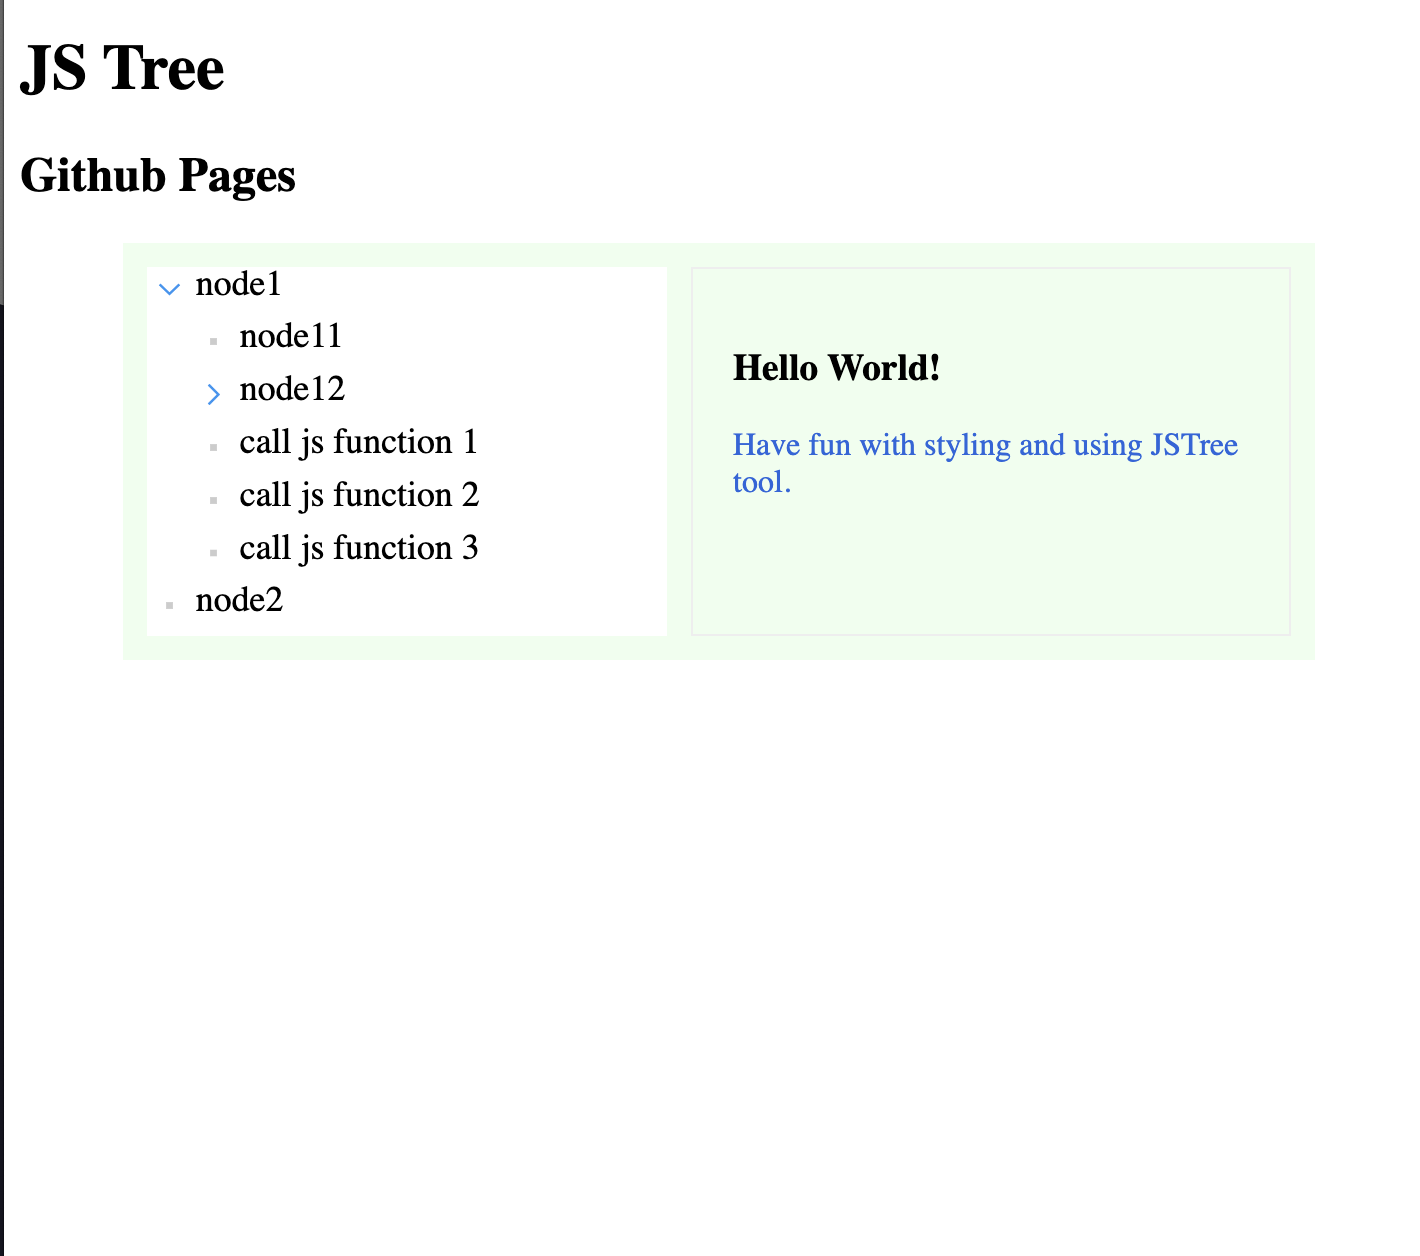 JS Tree
Github Pages
node1
node11
node12
call js function 1
call js function 2
call js function 3
node2
Hello World!
Have fun with styling and using JSTree
tool.